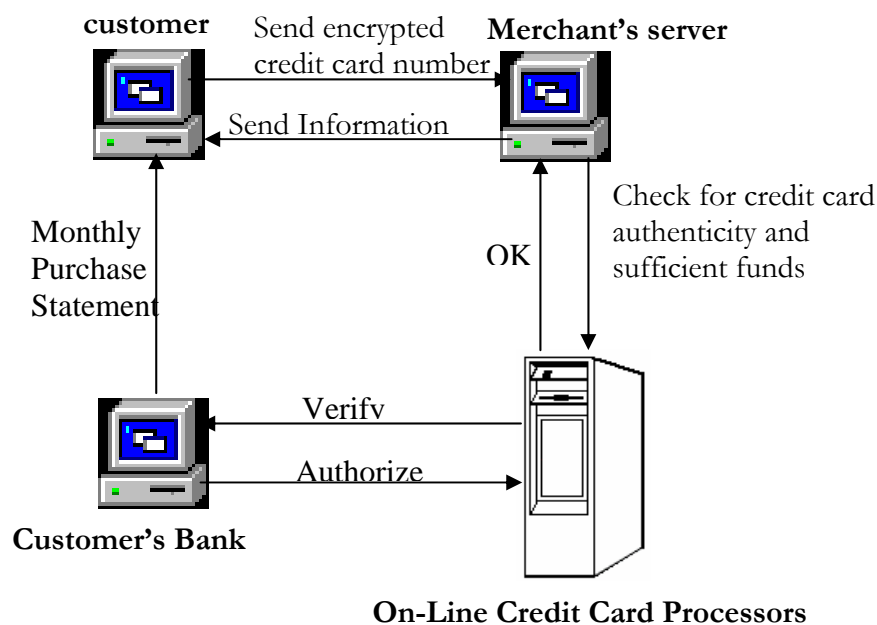 customer
Send encrypted
credit card number
Merchant’s server
Send Information
Monthly
Purchase
Statement
OK
Check for credit card
authenticity and
sufficient funds
Verify
Authorize
Customer’s Bank
On-Line Credit Card Processors